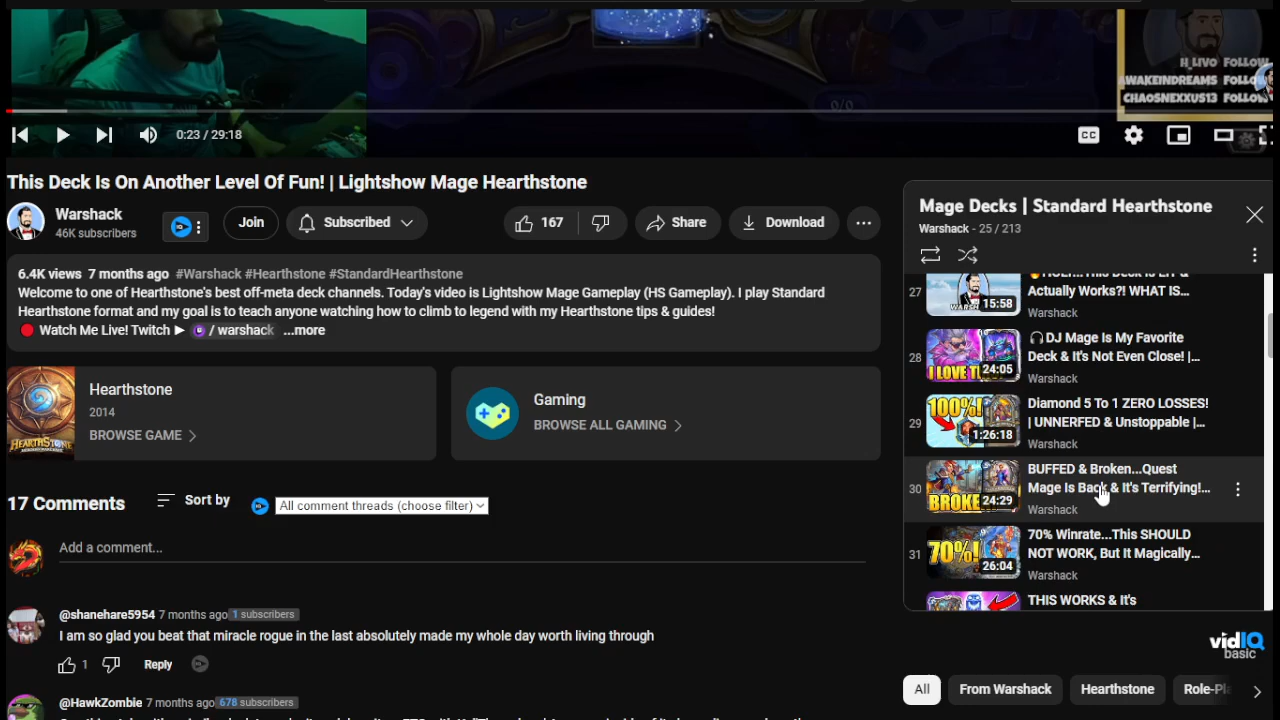 H_LIVO FOLLOW
AWAKEINDREAMS FOLLO
CHAOSNEXXUS13 FOLLOW
0/0
0:23 / 29:18
CC
This Deck Is On Another Level Of Fun! | Lightshow Mage Hearthstone
Warshack
46K subscribers
Join
Subscribed
167
Share
Download
6.4K views 7 months ago #Warshack #Hearthstone #StandardHearthstone
Welcome to one of Hearthstone's best off-meta deck channels. Today's video is Lightshow Mage Gameplay (HS Gameplay). I play Standard
Hearthstone format and my goal is to teach anyone watching how to climb to legend with my Hearthstone tips & guides!
Watch Me Live! Twitch ► / warshack ...more
HEARTHSTONE
Hearthstone
2014
BROWSE GAME
Gaming
BROWSE ALL GAMING
17 Comments
Sort by
All comment threads (choose filter)
Add a comment...
@shanehare5954 7 months ago 1 subscribers
I am so glad you beat that miracle rogue in the last absolutely made my whole day worth living through
1
Reply
@HawkZombie 7 months ago 678 subscribers
Mage Decks | Standard Hearthstone
Warshack - 25 / 213
27
15:58
Actually Works?! WHAT IS...
Warshack
28
I LOVE
24:05
🎧DJ Mage Is My Favorite
Deck & It's Not Even Close! |...
Warshack
29
100%!
1:26:18
Diamond 5 To 1 ZERO LOSSES!
| UNNERFED & Unstoppable |...
Warshack
30
BROKE
24:29
BUFFED & Broken...Quest
Mage Is Back & It's Terrifying!...
Warshack
31
70%!
26:04
70% Winrate...This SHOULD
NOT WORK, But It Magically...
Warshack
THIS WORKS & It's
vidIQ
basic
All
From Warshack
Hearthstone
Role-Pl